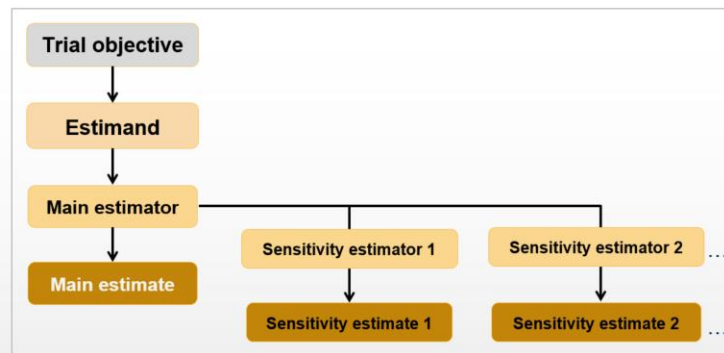 Trial objective
Estimand
Main estimator
Main estimate
Sensitivity estimator 1
Sensitivity estimate 1
Sensitivity estimator 2
Sensitivity estimate 2
...
...